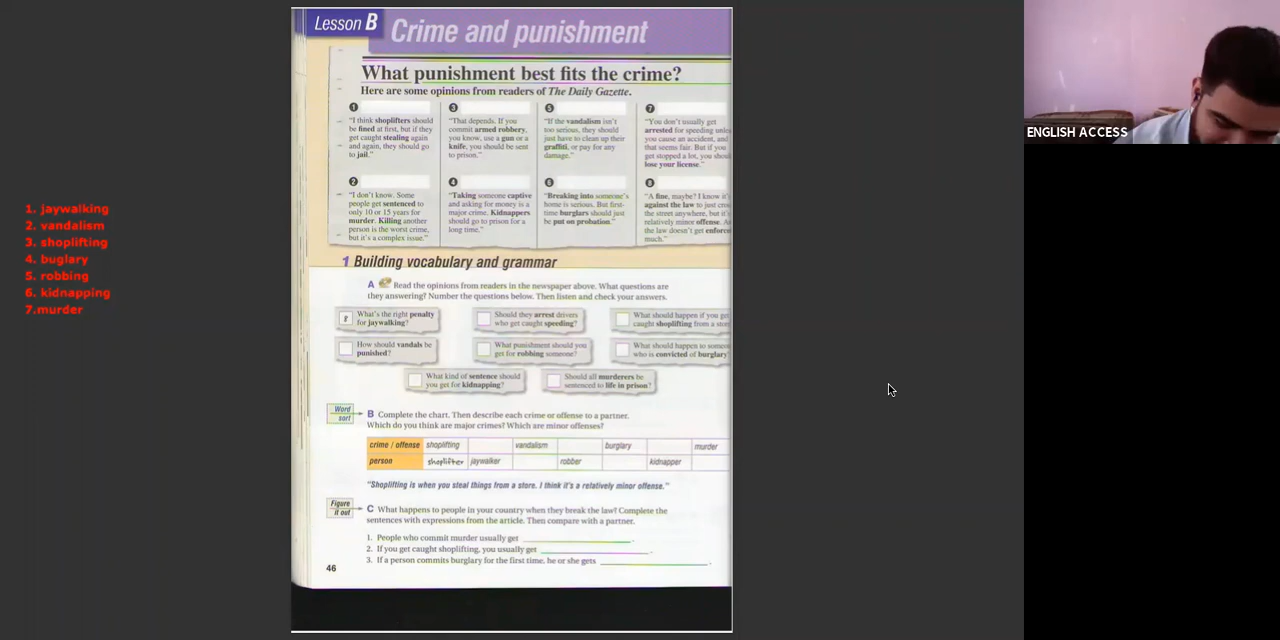 Lesson B
Crime and punishment
What punishment best fits the crime?
Here are some opinions from readers of The Daily Gazette.
1
"I think shoplifters should
be fined at first, but if they
get caught stealing again
and again, they should go
to jail."
2
"I don't know. Some
people get sentenced to
only 10 or 15 years for
murder. Killing another
person is the worst crime,
but it's a complex issue."
3
"That depends. If you
commit armed robbery,
you know, use a gun or a
knife, you should be sent
to prison."
4
"Taking someone captive
and asking for money is a
major crime. Kidnappers
should go to prison for a
long time."
5
"If the vandalism isn't
too serious, they should
just have to clean up their
graffiti, or pay for any
damage."
6
"Breaking into someone's
home is serious. But first-
time burglars should just
be put on probation."
7
"You don't usually get
arrested for speeding
you cause an accident, and
that seems fair. But if you
get stopped a lot, you
lose your license."
8
"A fine, maybe? I know it's
against the law to just
the street anywhere, but it's
relatively minor offense. As
the law doesn't get
much."
1 Building vocabulary and grammar
A Read the opinions from readers in the newspaper above. What questions are
they answering? Number the questions below. Then listen and check your answers.
8 What's the right penalty
for jaywalking?
Should they arrest drivers
who get caught speeding?
What should happen if you get
caught shoplifting from a
How should vandals be
punished?
What punishment should you
get for robbing someone?
What should happen to
who is convicted of burglary
What kind of sentence should
you get for kidnapping?
Should all murderers be
sentenced to life in prison?
Word
sort
B Complete the chart. Then describe each crime or offense to a partner.
Which do you think are major crimes? Which are minor offenses?
crime / offense shoplifting vandalism burglary murder
person shoplifter jaywalker robber kidnapper
"Shoplifting is when you steal things from a store. I think it's a relatively minor offense."
Figure
it out
C What happens to people in your country when they break the law? Complete the
sentences with expressions from the article. Then compare with a partner.
1. People who commit murder usually get ____.
2. If you get caught shoplifting, you usually get ____.
3. If a person commits burglary for the first time, he or she gets ____.
46
1. jaywalking
2. vandalism
3. shoplifting
4. buglary
5. robbing
6. kidnapping
7.murder
ENGLISH ACCESS